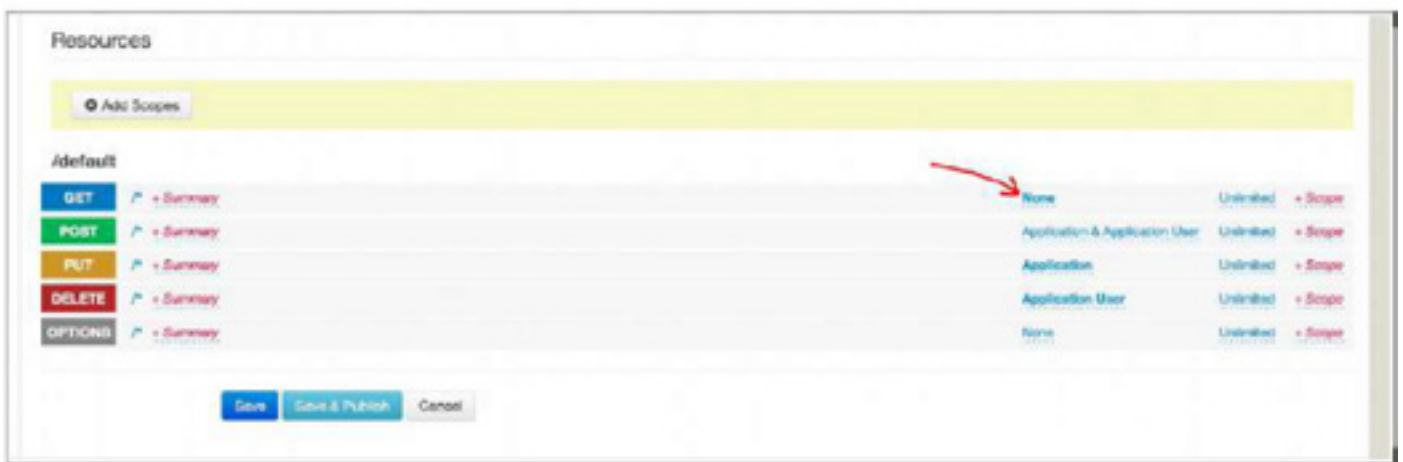 Resources
Add Scopes
/default
GET /* + Summary None Unlimited + Scope
POST /* + Summary Application & Application User Unlimited + Scope
PUT /* + Summary Application Unlimited + Scope
DELETE /* + Summary Application User Unlimited + Scope
OPTIONS /* + Summary None Unlimited + Scope
Save Save & Publish Cancel